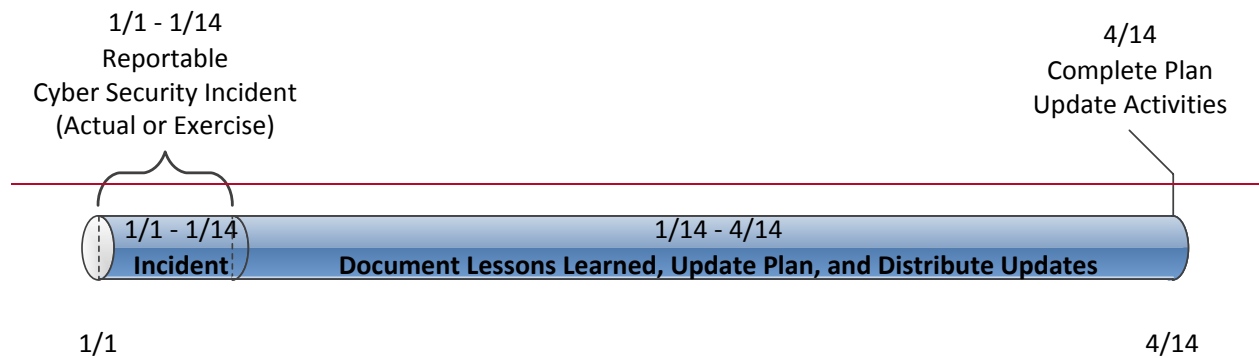 1/1 - 1/14
Reportable
Cyber Security Incident
(Actual or Exercise)
4/14
Complete Plan
Update Activities
1/1 - 1/14
Incident
1/14 - 4/14
Document Lessons Learned, Update Plan, and Distribute Updates
1/1
4/14